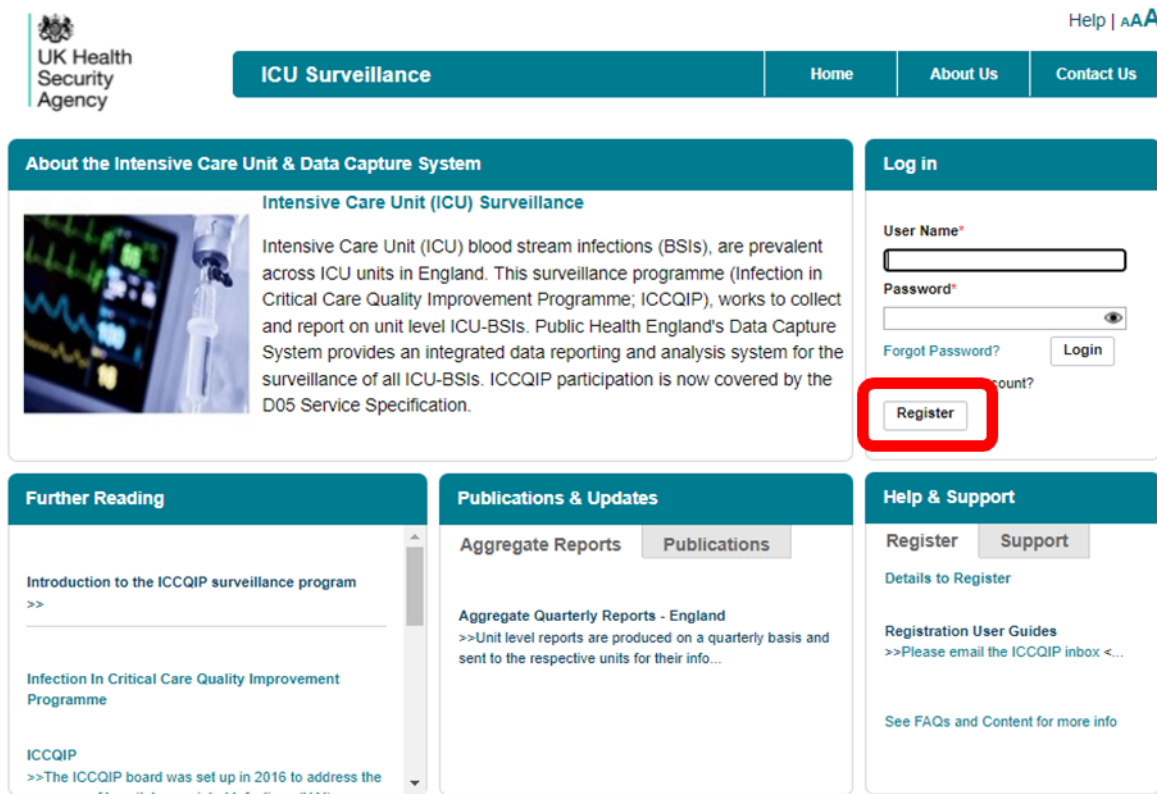 Help | AAA
UK Health
Security
Agency
ICU Surveillance
Home
About Us
Contact Us
About the Intensive Care Unit & Data Capture System
Intensive Care Unit (ICU) Surveillance
Intensive Care Unit (ICU) blood stream infections (BSIs), are prevalent
across ICU units in England. This surveillance programme (Infection in
Critical Care Quality Improvement Programme; ICCQIP), works to collect
and report on unit level ICU-BSIs. Public Health England's Data Capture
System provides an integrated data reporting and analysis system for the
surveillance of all ICU-BSIs. ICCQIP participation is now covered by the
D05 Service Specification.
Log in
User Name*
Password*
Forgot Password?
Login
count?
Register
Further Reading
Introduction to the ICCQIP surveillance program
>>
Infection In Critical Care Quality Improvement
Programme
ICCQIP
>>The ICCQIP board was set up in 2016 to address the
Publications & Updates
Aggregate Reports
Publications
Aggregate Quarterly Reports - England
>>Unit level reports are produced on a quarterly basis and
sent to the respective units for their info...
Help & Support
Register
Support
Details to Register
Registration User Guides
>>Please email the ICCQIP inbox <...
See FAQs and Content for more info